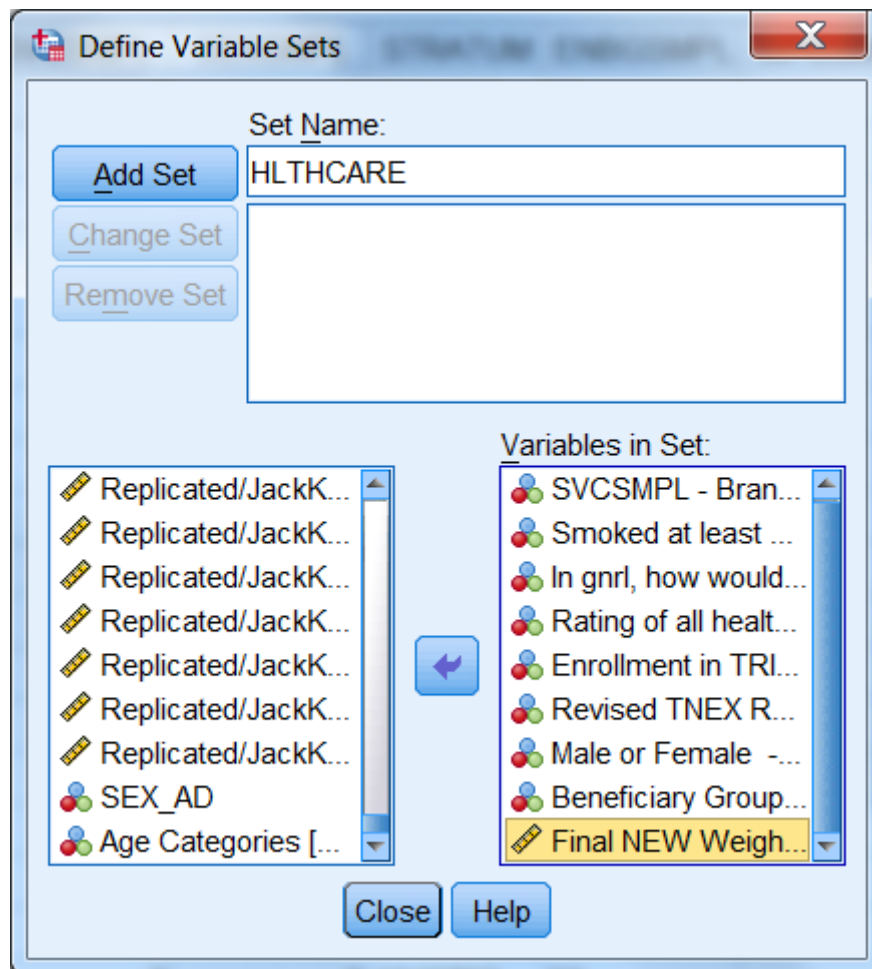 Define Variable Sets
Set Name:
Add Set
HLTHCARE
Change Set
Remove Set
Variables in Set:
Replicated/JackK...
Replicated/JackK...
Replicated/JackK...
Replicated/JackK...
Replicated/JackK...
Replicated/JackK...
Replicated/JackK...
SEX_AD
Age Categories [...
SVCSMPL - Bran...
Smoked at least ...
In gnrl, how would...
Rating of all healt...
Enrollment in TRI...
Revised TNEX R...
Male or Female -...
Beneficiary Group...
Final NEW Weigh...
Close
Help